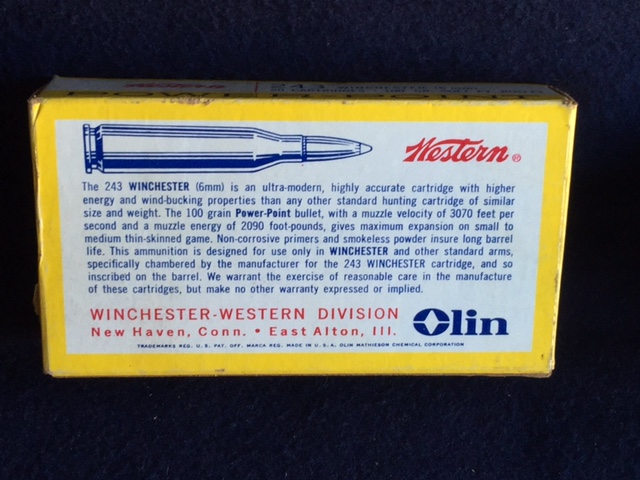 Western
Western®
The 243 WINCHESTER (6mm) is an ultra-modern, highly accurate cartridge with higher
energy and wind-bucking properties than any other standard hunting cartridge of similar
size and weight. The 100 grain Power-Point bullet, with a muzzle velocity of 3070 feet per
second and a muzzle energy of 2090 foot-pounds, gives maximum expansion on small to
medium thin-skinned game. Non-corrosive primers and smokeless powder insure long barrel
life. This ammunition is designed for use only in WINCHESTER and other standard arms,
specifically chambered by the manufacturer for the 243 WINCHESTER cartridge, and so
inscribed on the barrel. We warrant the exercise of reasonable care in the manufacture
of these cartridges, but make no other warranty expressed or implied.
WINCHESTER-WESTERN DIVISION
New Haven, Conn. • East Alton, Ill.
Olin
TRADEMARKS REG. U. S. PAT. OFF. MARCA REG. MADE IN U. S. A. OLIN MATHIESON CHEMICAL CORPORATION